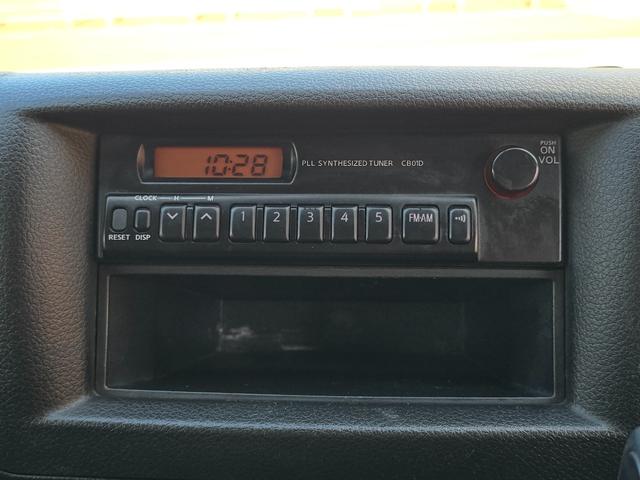 10:28 PLL SYNTHESIZED TUNER CB01D
PUSH
ON
VOL
CLOCK H M
1 2 3 4 5 FM·AM
RESET DISP